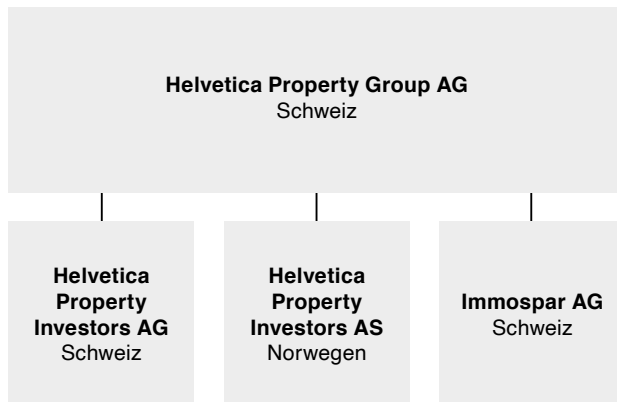 Helvetica Property Group AG
Schweiz
Helvetica
Property
Investors AG
Schweiz
Helvetica
Property
Investors AS
Norwegen
Immospar AG
Schweiz